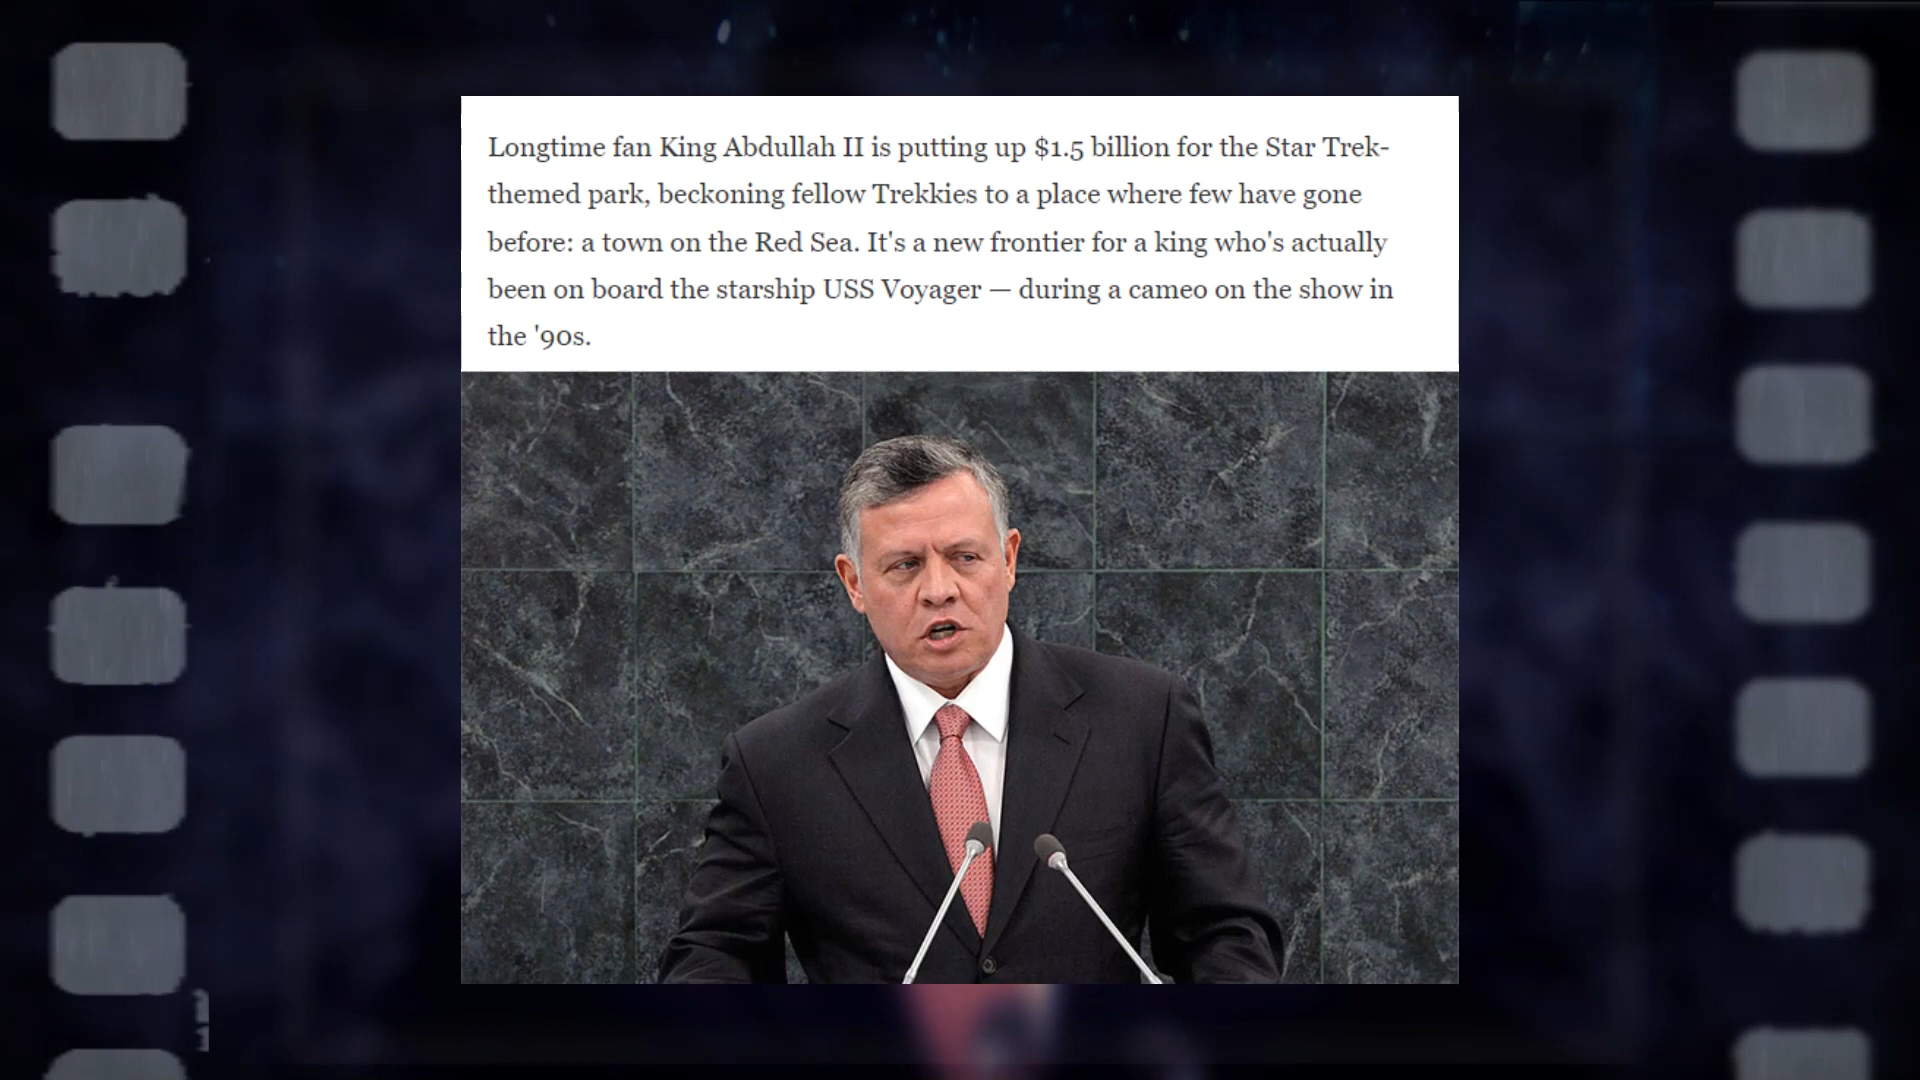 Longtime fan King Abdullah II is putting up $1.5 billion for the Star Trek-
themed park, beckoning fellow Trekkies to a place where few have gone
before: a town on the Red Sea. It's a new frontier for a king who's actually
been on board the starship USS Voyager — during a cameo on the show in
the '90s.